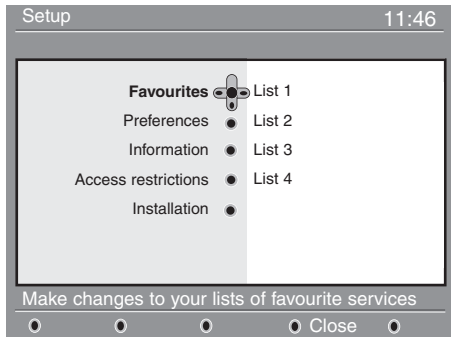 Setup 11:46
Favourites List 1
Preferences List 2
Information List 3
Access restrictions List 4
Installation
Make changes to your lists of favourite services
Close